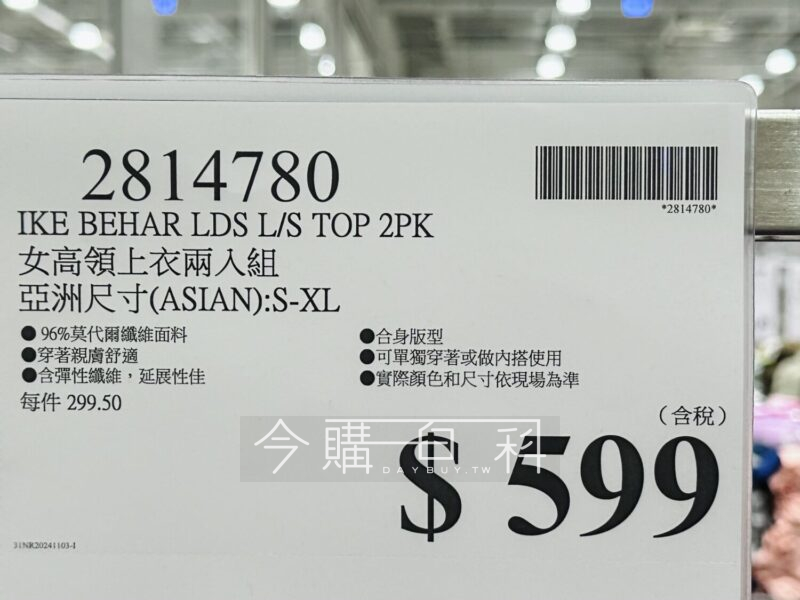 2814780
*2814780*
IKE BEHAR LDS L/S TOP 2PK
女高領上衣兩入組
亞洲尺寸(ASIAN):S-XL
● 96%莫代爾纖維面料
●穿著親膚舒適
●含彈性纖維，延展性佳
●合身版型
●可單獨穿著或做內搭使用
●實際顏色和尺寸依現場為準
每件 299.50
（含稅）
$ 599
今購百科
DAYBUY.TW
31NR20241103-I